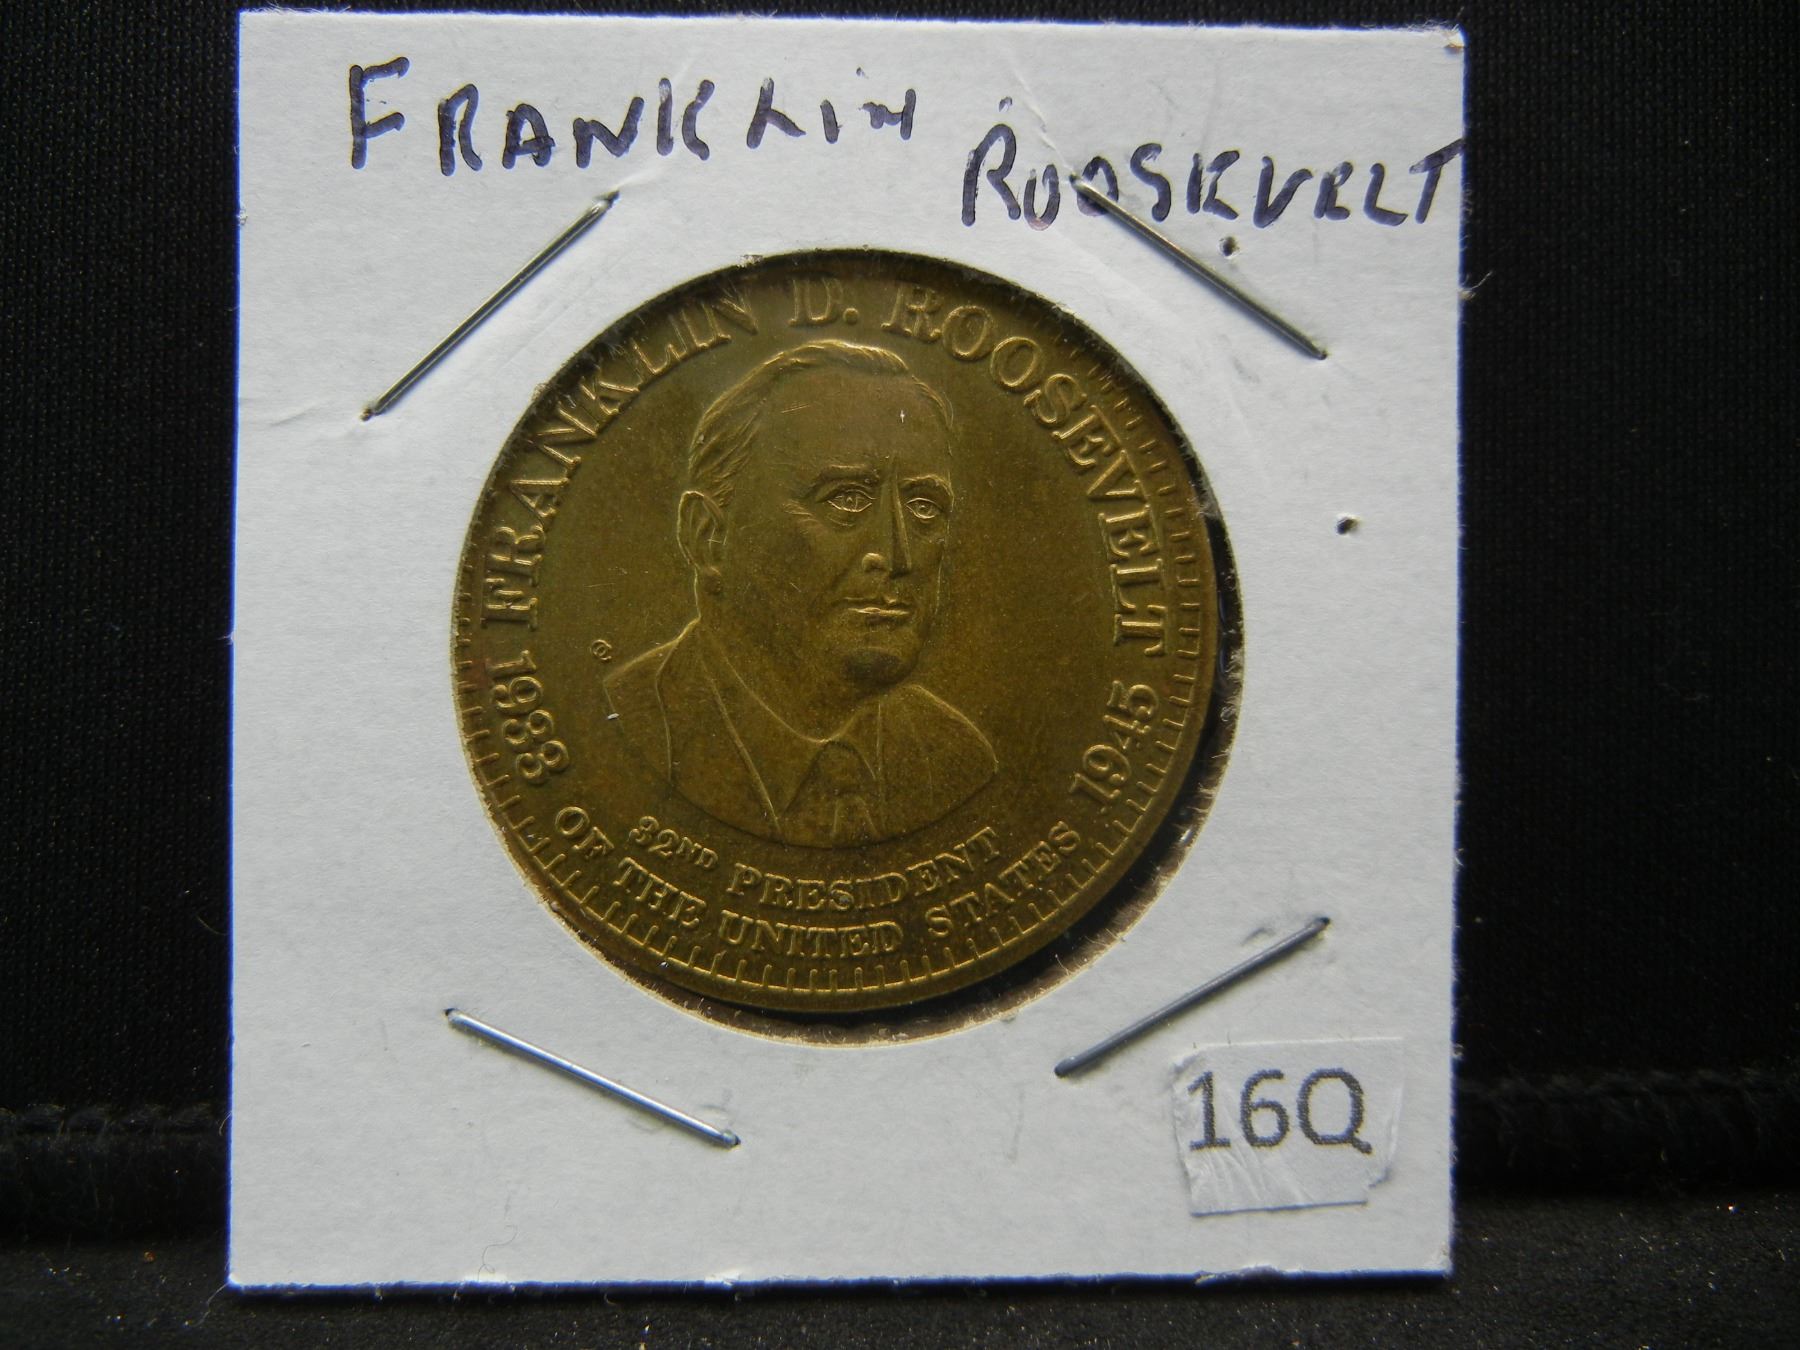 FRANKLIN ROOSEVELT
FRANKLIN D. ROOSEVELT
1933
1945
32ND PRESIDENT
OF THE UNITED STATES
16Q